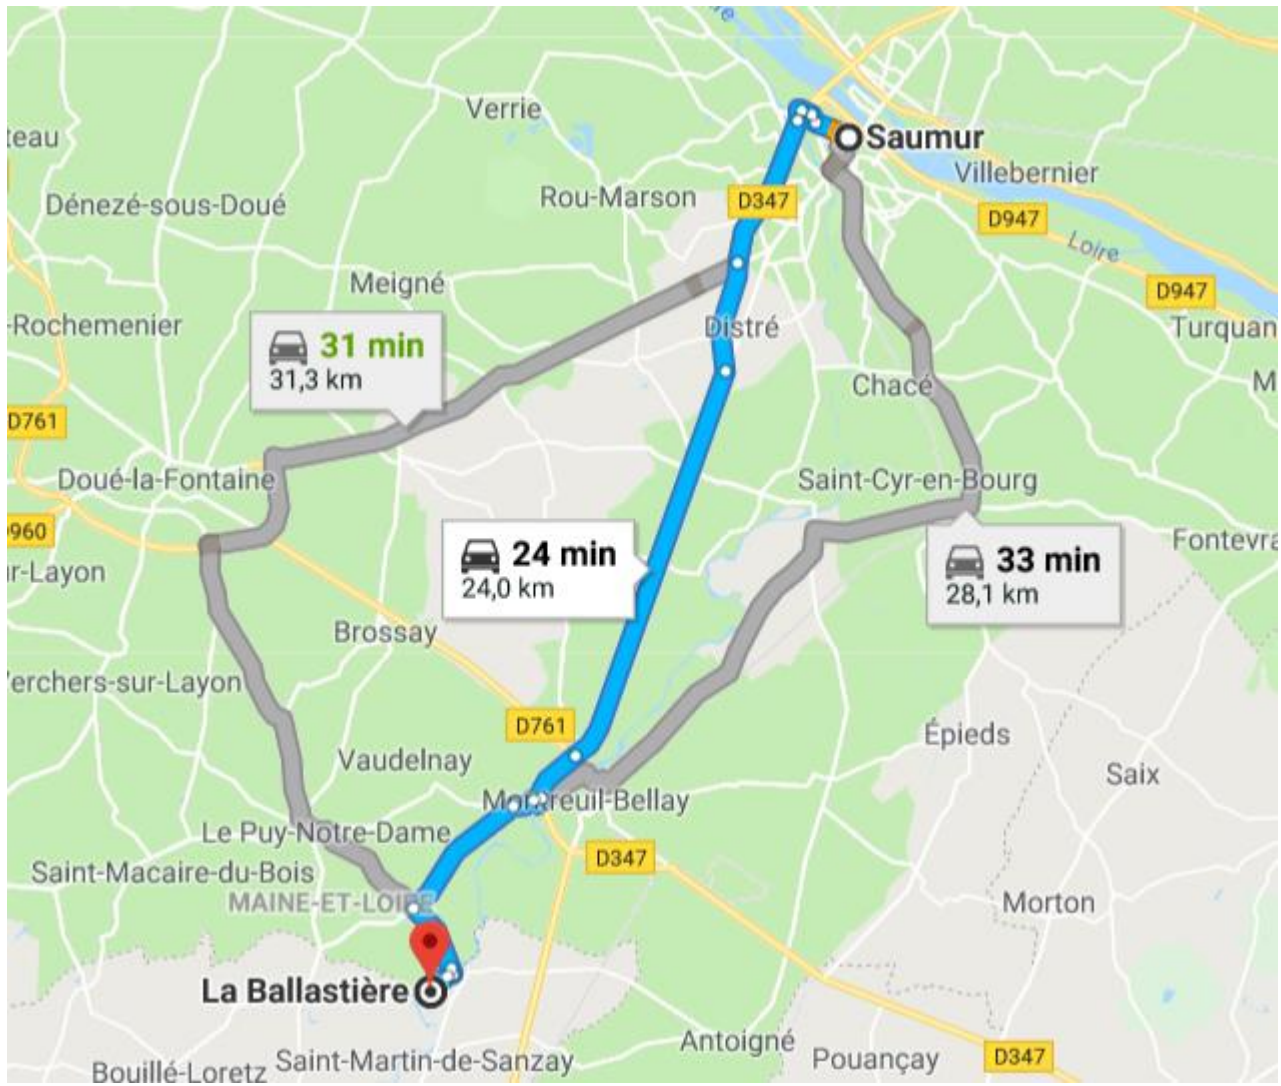 Verrie
teau
Saumur
Villebernier
Rou-Marson
D347
Dénezé-sous-Doué
D947
Loire
Meigné
D947
-Rochemenier
Distré
Turquan
31 min
31,3 km
Chacé
M
D761
Doué-la-Fontaine
Saint-Cyr-en-Bourg
960
24 min
24,0 km
33 min
28,1 km
Fontevra
ur-Layon
Brossay
erchers-sur-Layon
D761
Épieds
Vaudelnay
Saix
Montreuil-Bellay
Le Puy-Notre-Dame
D347
Saint-Macaire-du-Bois
MAINE-ET-LOIRE
Morton
La Ballastière
Antoigné
Pouançay
D347
Saint-Martin-de-Sanzay
Bouillé-Loretz